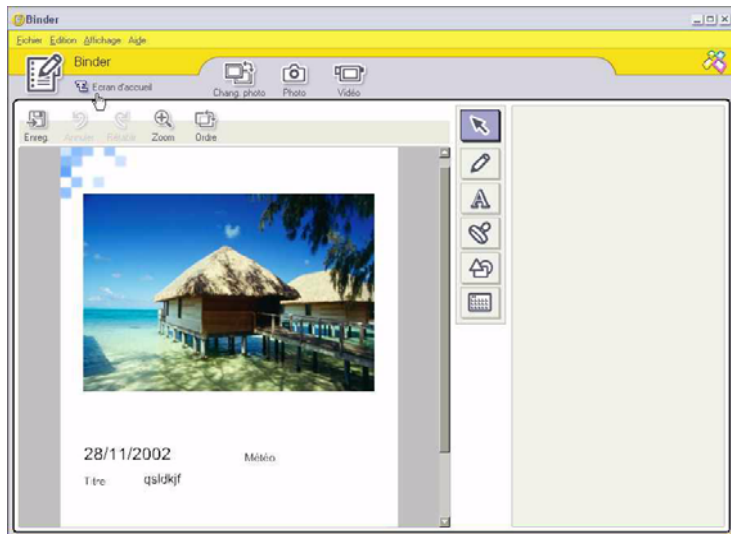 Binder
Fichier Edition Affichage Aide
Binder
Ecran d'accueil
Chang. photo Photo Vidéo
Enreg. Annuler Rétablir Zoom Ordre
A
28/11/2002 Météo
Titre qsldkjf